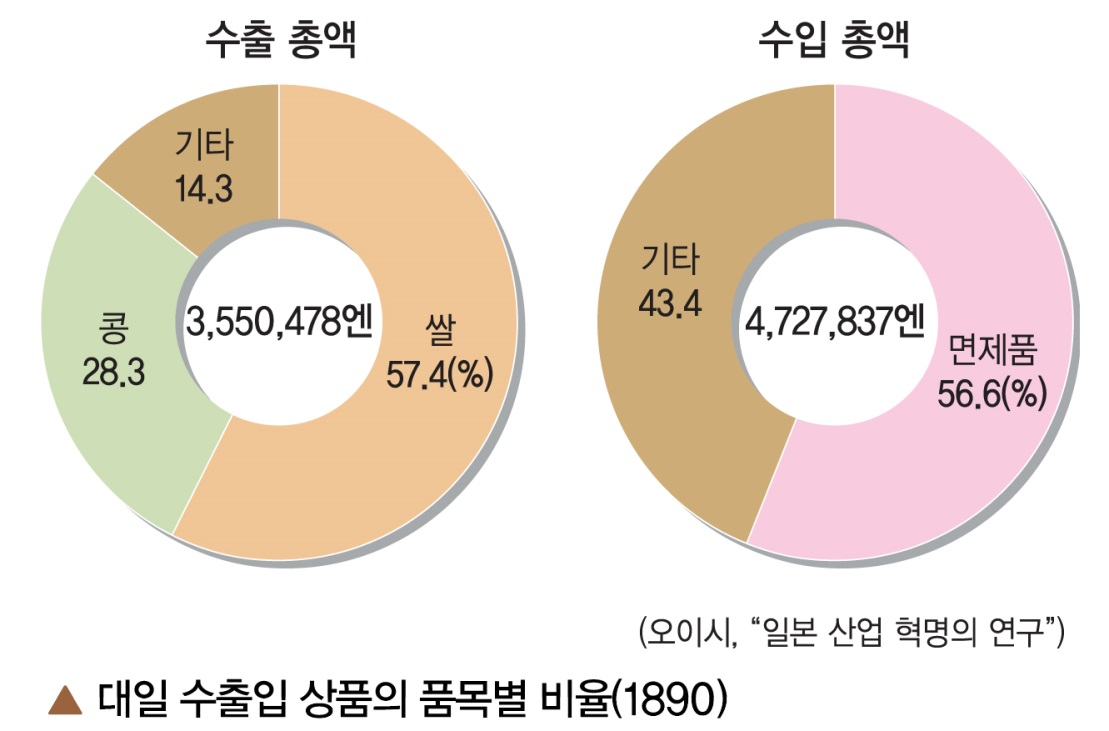 수출 총액
기타
14.3
콩
28.3
3,550,478엔
쌀
57.4(%)
수입 총액
기타
43.4
4,727,837엔
면제품
56.6(%)
(오이시, “일본 산업 혁명의 연구”)
▲ 대일 수출입 상품의 품목별 비율(1890)